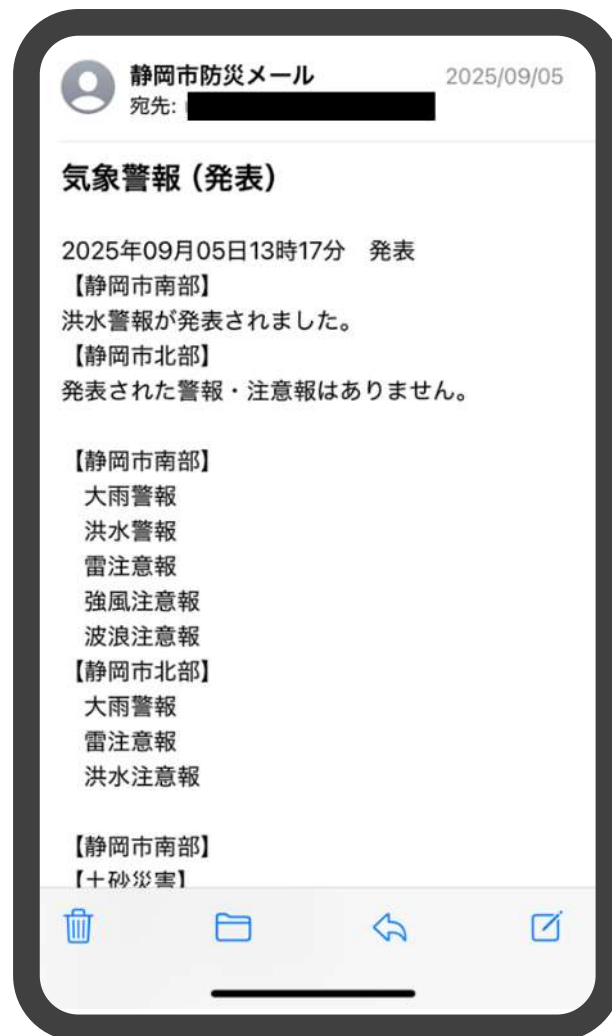 静岡市防災メール
2025/09/05
宛先:
気象警報（発表）
2025年09月05日13時17分　発表
【静岡市南部】
洪水警報が発表されました。
【静岡市北部】
発表された警報・注意報はありません。
【静岡市南部】
大雨警報
洪水警報
雷注意報
強風注意報
波浪注意報
【静岡市北部】
大雨警報
雷注意報
洪水注意報
【静岡市南部】
【土砂災害】